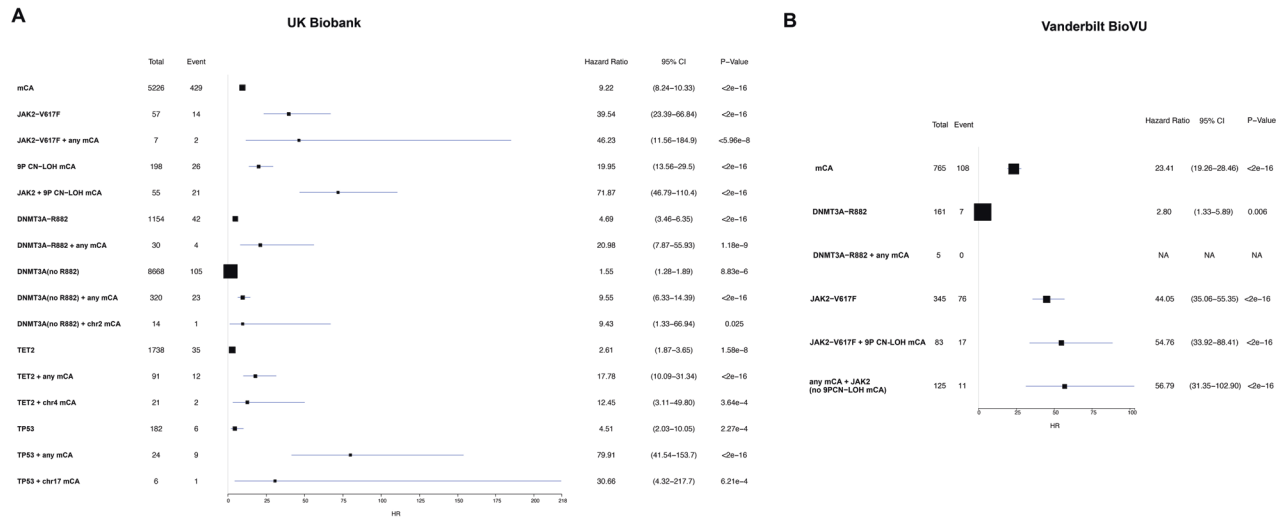 A
UK Biobank
Total Event Hazard Ratio 95% CI P−Value
mCA 5226 429 9.22 (8.24−10.33) <2e−16
JAK2−V617F 57 14 39.54 (23.39−66.84) <2e−16
JAK2−V617F + any mCA 7 2 46.23 (11.56−184.9) <5.96e−8
9P CN−LOH mCA 198 26 19.95 (13.56−29.5) <2e−16
JAK2 + 9P CN−LOH mCA 55 21 71.87 (46.79−110.4) <2e−16
DNMT3A−R882 1154 42 4.69 (3.46−6.35) <2e−16
DNMT3A−R882 + any mCA 30 4 20.98 (7.87−55.93) 1.18e−9
DNMT3A(no R882) 8668 105 1.55 (1.28−1.89) 8.83e−6
DNMT3A(no R882) + any mCA 320 23 9.55 (6.33−14.39) <2e−16
DNMT3A(no R882) + chr2 mCA 14 1 9.43 (1.33−66.94) 0.025
TET2 1738 35 2.61 (1.87−3.65) 1.58e−8
TET2 + any mCA 91 12 17.78 (10.09−31.34) <2e−16
TET2 + chr4 mCA 21 2 12.45 (3.11−49.80) 3.64e−4
TP53 182 6 4.51 (2.03−10.05) 2.27e−4
TP53 + any mCA 24 9 79.91 (41.54−153.7) <2e−16
TP53 + chr17 mCA 6 1 30.66 (4.32−217.7) 6.21e−4
0 25 50 75 100 125 150 175 200 218
HR
B
Vanderbilt BioVU
Total Event Hazard Ratio 95% CI P−Value
mCA 765 108 23.41 (19.26−28.46) <2e−16
DNMT3A−R882 161 7 2.80 (1.33−5.89) 0.006
DNMT3A−R882 + any mCA 5 0 NA NA NA
JAK2−V617F 345 76 44.05 (35.06−55.35) <2e−16
JAK2−V617F + 9P CN-LOH mCA 83 17 54.76 (33.92−88.41) <2e−16
any mCA + JAK2
(no 9PCN−LOH mCA) 125 11 56.79 (31.35−102.90) <2e−16
0 25 50 75 100
HR